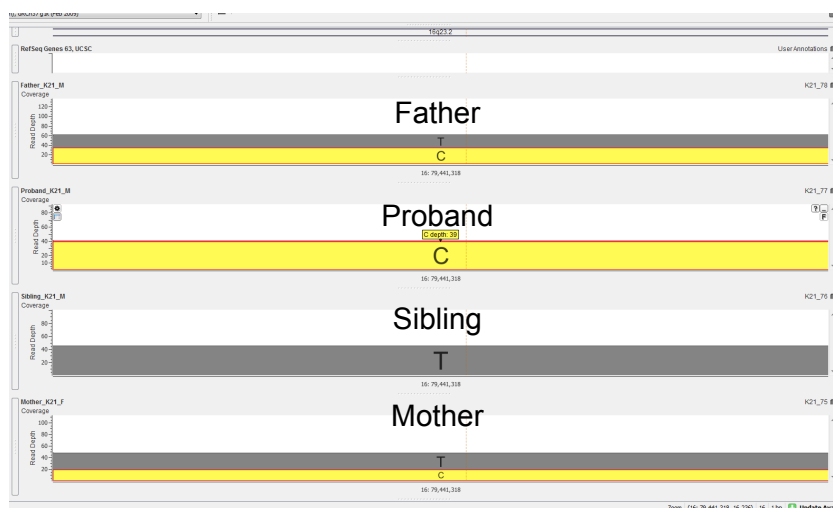 16q23.2
RefSeq Genes 63, UCSC
User Annotations
Father_K21_M
K21_78
Coverage
Father
Read Depth
120
100
80
60
40
20
T
C
16: 79,441,318
Proband_K21_M
K21_77
Coverage
Proband
? _
F
Read Depth
80
60
40
20
10
C depth: 39
C
16: 79,441,318
Sibling_K21_M
K21_76
Coverage
Sibling
Read Depth
80
60
40
20
T
16: 79,441,318
Mother_K21_F
K21_75
Coverage
Mother
Read Depth
100
80
60
40
20
T
C
16: 79,441,318